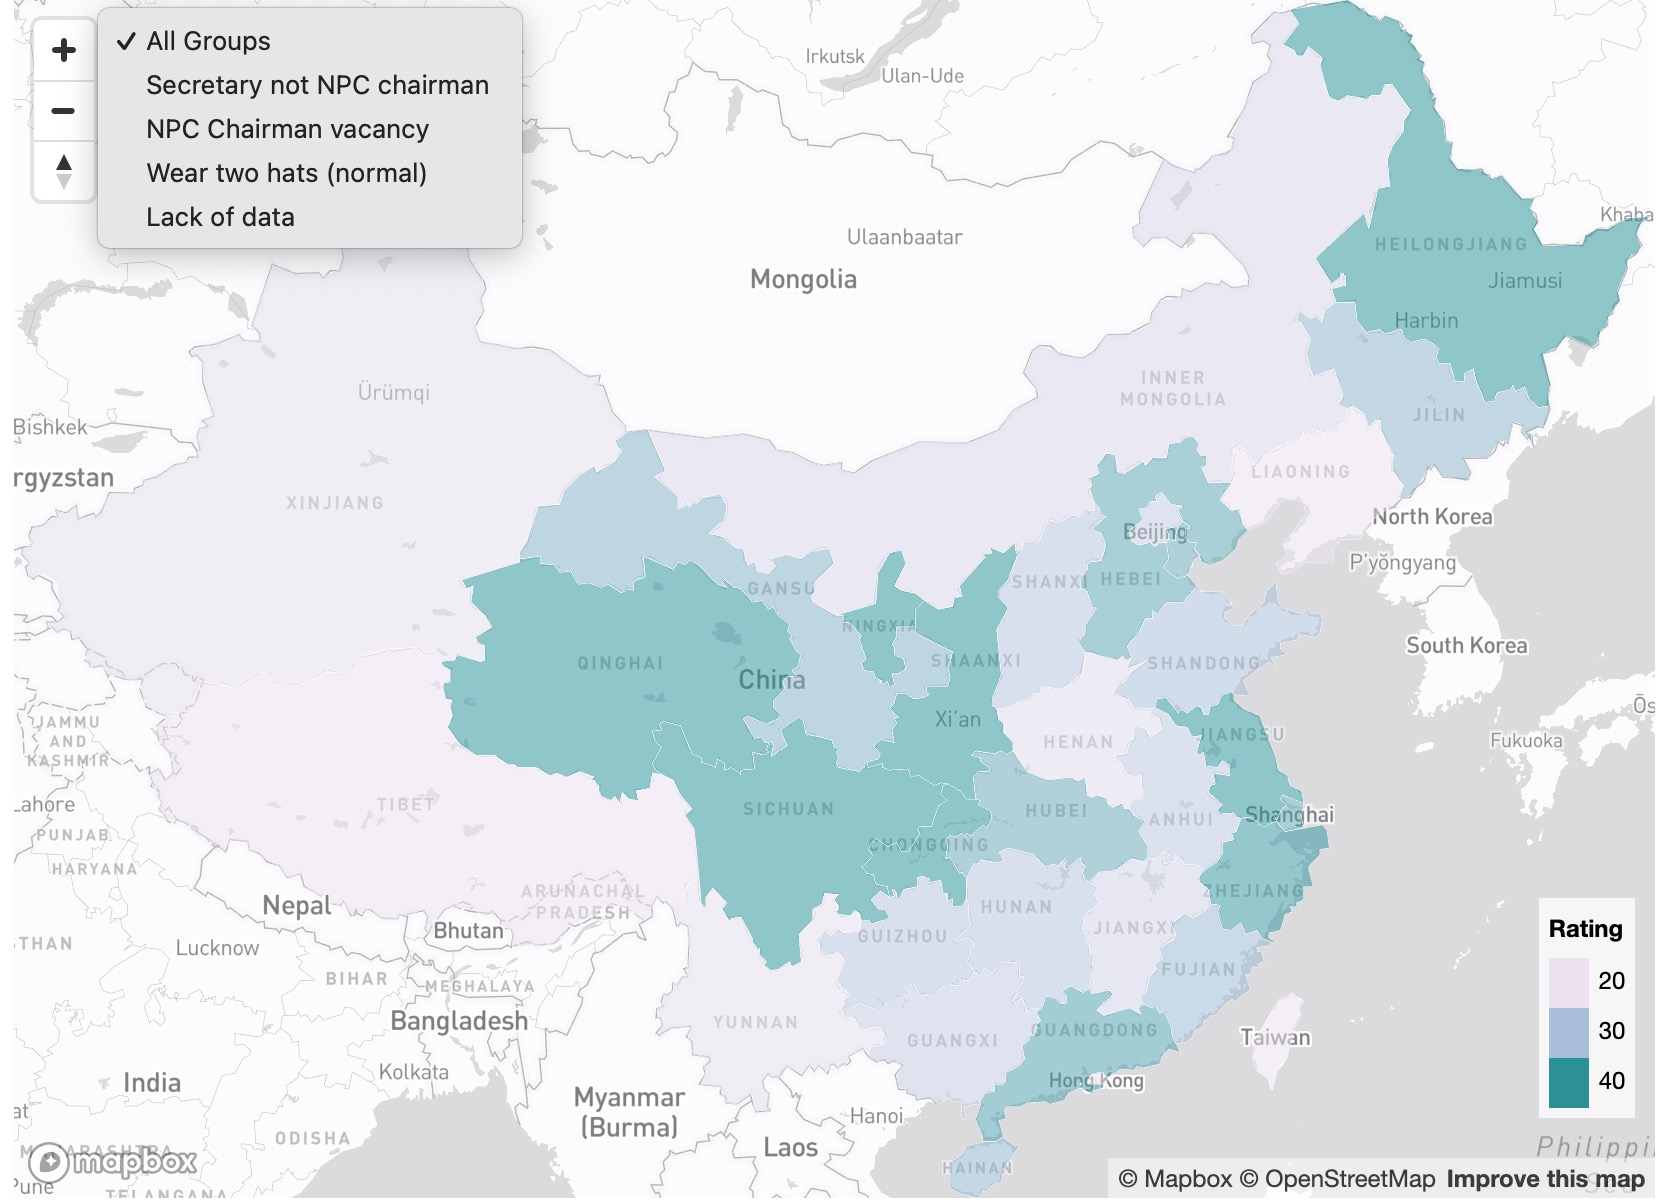 +
✓ All Groups
Secretary not NPC chairman
NPC Chairman vacancy
Wear two hats (normal)
Lack of data
−
Irkutsk
Ulan-Ude
Khaba
Ulaanbaatar
Mongolia
HEILONGJIANG
Jiamusi
Harbin
Ürümqi
INNER
MONGOLIA
JILIN
Bishkek
rgyzstan
XINJIANG
LIAONING
Beijing
North Korea
P'yŏngyang
GANSU
SHANXI
HEBEI
NINGXIA
South Korea
QINGHAI
China
SHAANXI
SHANDONG
Xi'an
JAMMU
AND
KASHMIR
HENAN
JIANGSU
Ōs
Fukuoka
Lahore
TIBET
SICHUAN
HUBEI
ANHUI
Shanghai
PUNJAB
CHONGQING
HARYANA
ARUNACHAL
PRADESH
Nepal
ZHEJIANG
HUNAN
Bhutan
GUIZHOU
JIANGXI
THAN
Lucknow
BIHAR
MEGHALAYA
FUJIAN
Bangladesh
YUNNAN
GUANGXI
GUANGDONG
Taiwan
India
Kolkata
Hong Kong
Myanmar
(Burma)
Hanoi
at
ODISHA
Laos
HAINAN
Rating
20
30
40
Philippi
mapbox
Pune
TELANGANA
© Mapbox © OpenStreetMap Improve this map